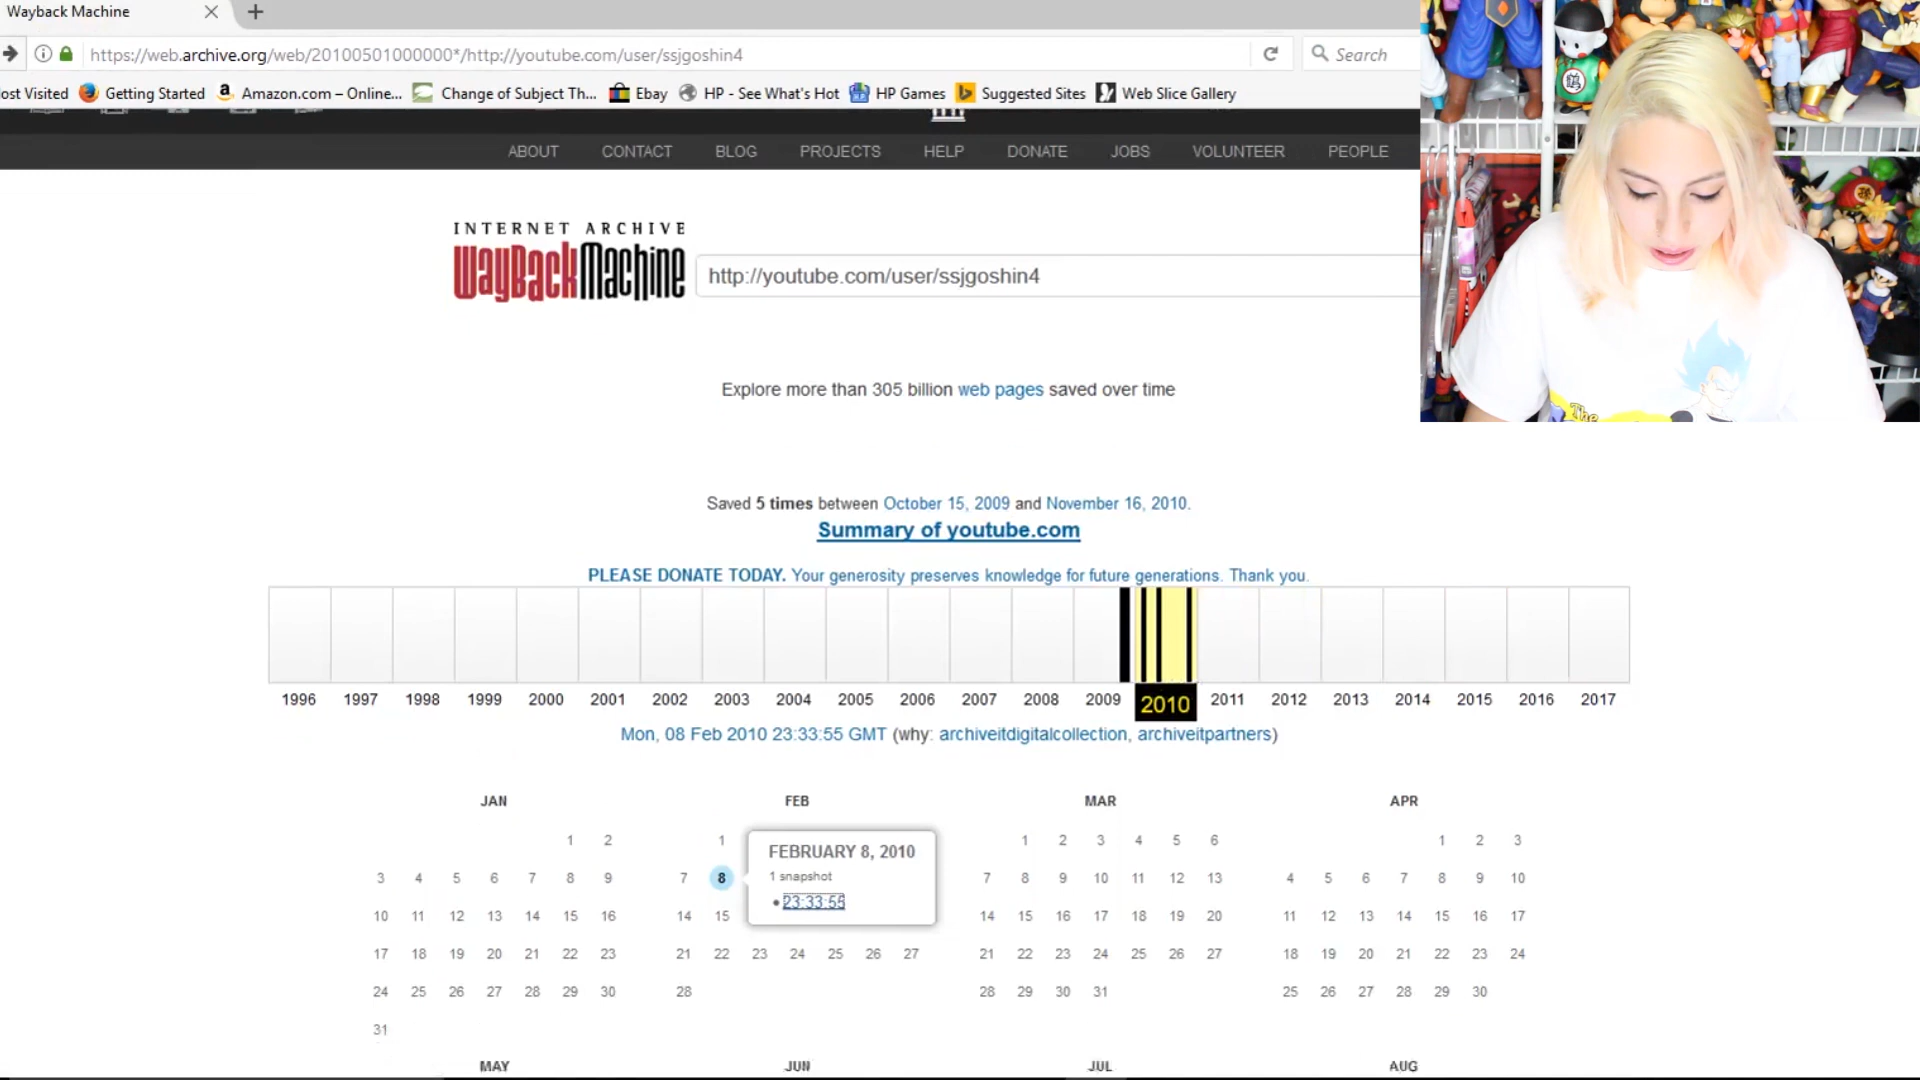 Wayback Machine
https://web.archive.org/web/20100501000000*/http://youtube.com/user/ssjgoshin4
Search
ost Visited Getting Started Amazon.com – Online... Change of Subject Th... Ebay HP - See What's Hot HP Games Suggested Sites Web Slice Gallery
ABOUT CONTACT BLOG PROJECTS HELP DONATE JOBS VOLUNTEER PEOPLE
INTERNET ARCHIVE
WayBackMachine
http://youtube.com/user/ssjgoshin4
Explore more than 305 billion web pages saved over time
The
Saved 5 times between October 15, 2009 and November 16, 2010.
Summary of youtube.com
PLEASE DONATE TODAY. Your generosity preserves knowledge for future generations. Thank you.
1996 1997 1998 1999 2000 2001 2002 2003 2004 2005 2006 2007 2008 2009 2010 2011 2012 2013 2014 2015 2016 2017
Mon, 08 Feb 2010 23:33:55 GMT (why: archiveitdigitalcollection, archiveitpartners)
JAN
1 2
3 4 5 6 7 8 9
10 11 12 13 14 15 16
17 18 19 20 21 22 23
24 25 26 27 28 29 30
31
FEB
1
7 8
14 15
21 22 23 24 25 26 27
28
FEBRUARY 8, 2010
1 snapshot
• 23:33:55
MAR
1 2 3 4 5 6
7 8 9 10 11 12 13
14 15 16 17 18 19 20
21 22 23 24 25 26 27
28 29 30 31
APR
1 2 3
4 5 6 7 8 9 10
11 12 13 14 15 16 17
18 19 20 21 22 23 24
25 26 27 28 29 30
MAY JUN JUL AUG